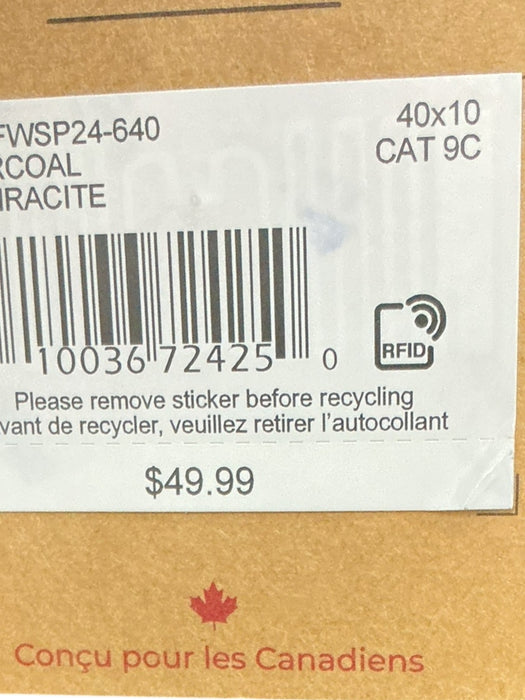 FWSP24-640
40x10
RCOAL
CAT 9C
IRACITE
10036 72425 0
RFID
Please remove sticker before recycling
vant de recycler, veuillez retirer l'autocollant
$49.99
Conçu pour les Canadiens